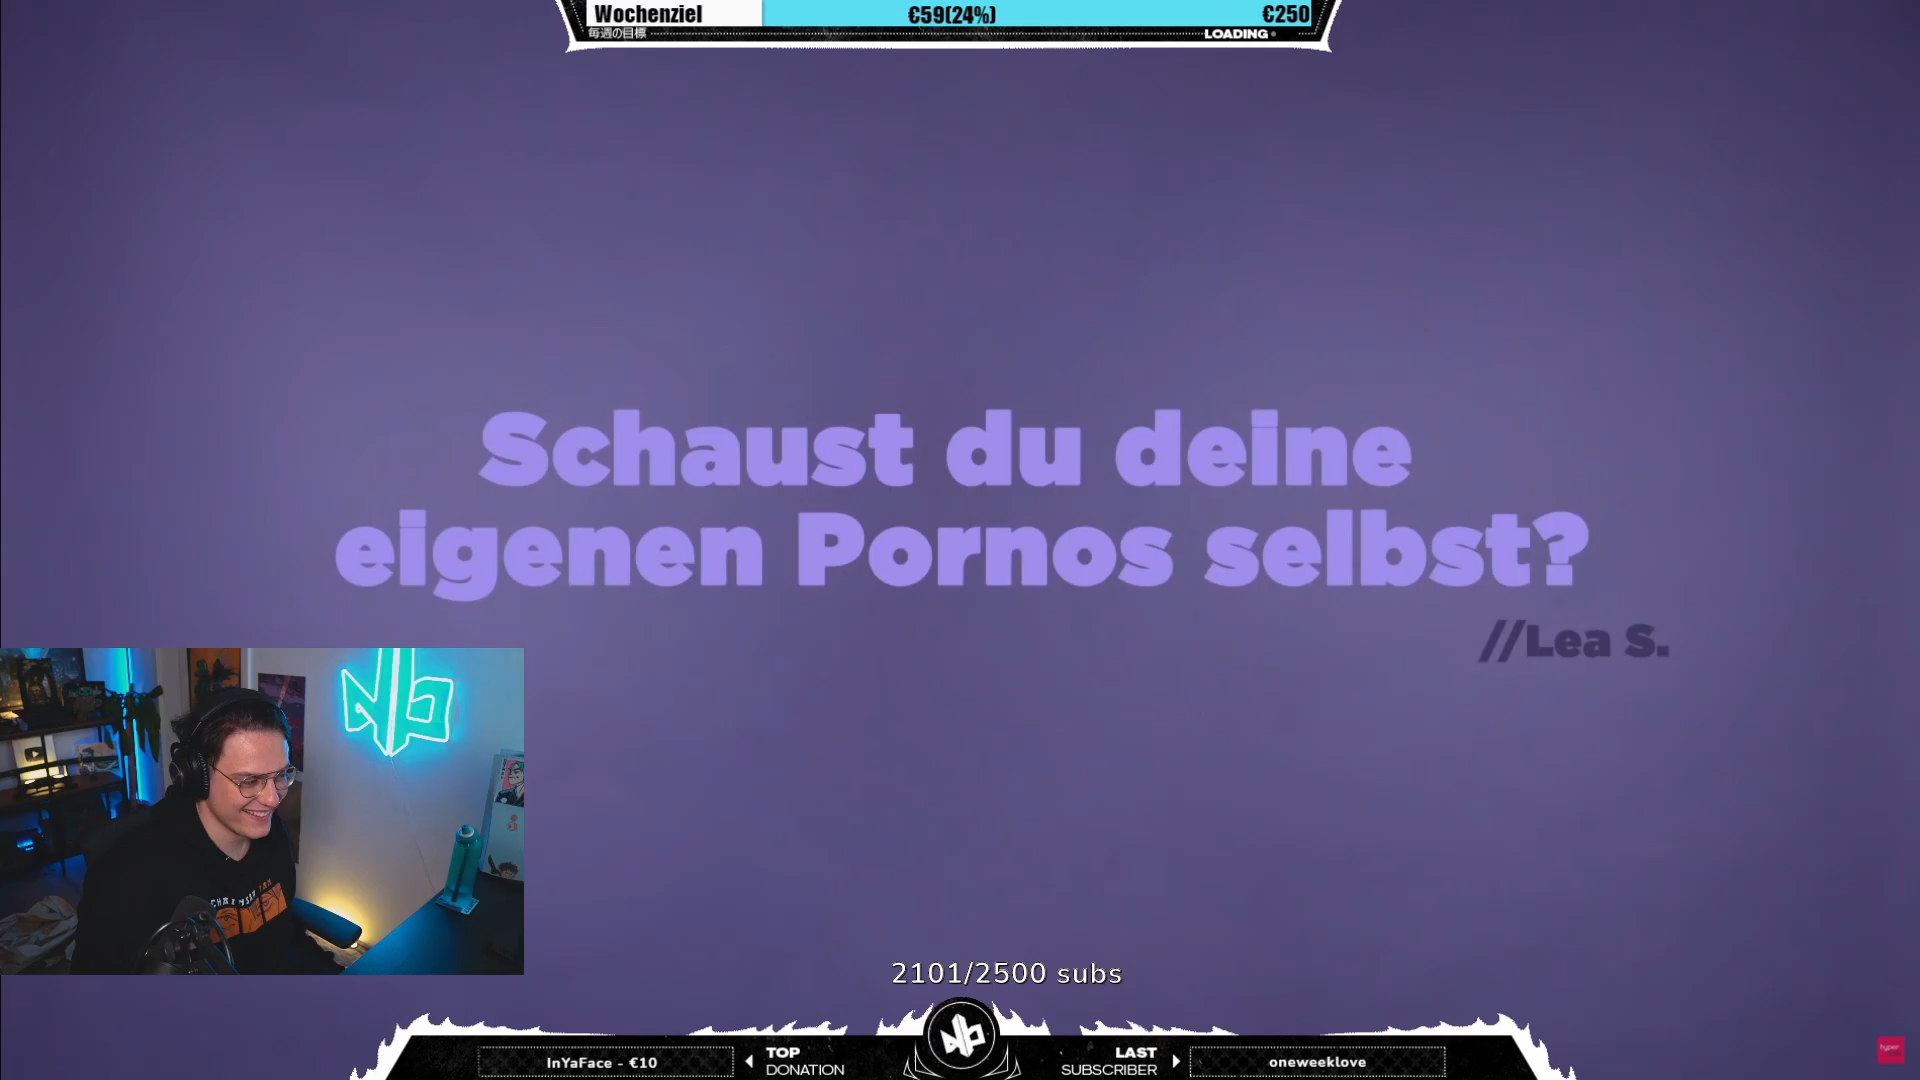 Wochenziel €59(24%) €250
毎週の目標 LOADING
Schaust du deine
eigenen Pornos selbst?
//Lea S.
2101/2500 subs
InYaFace - €10
TOP
DONATION
LAST
SUBSCRIBER
oneweeklove
hyper